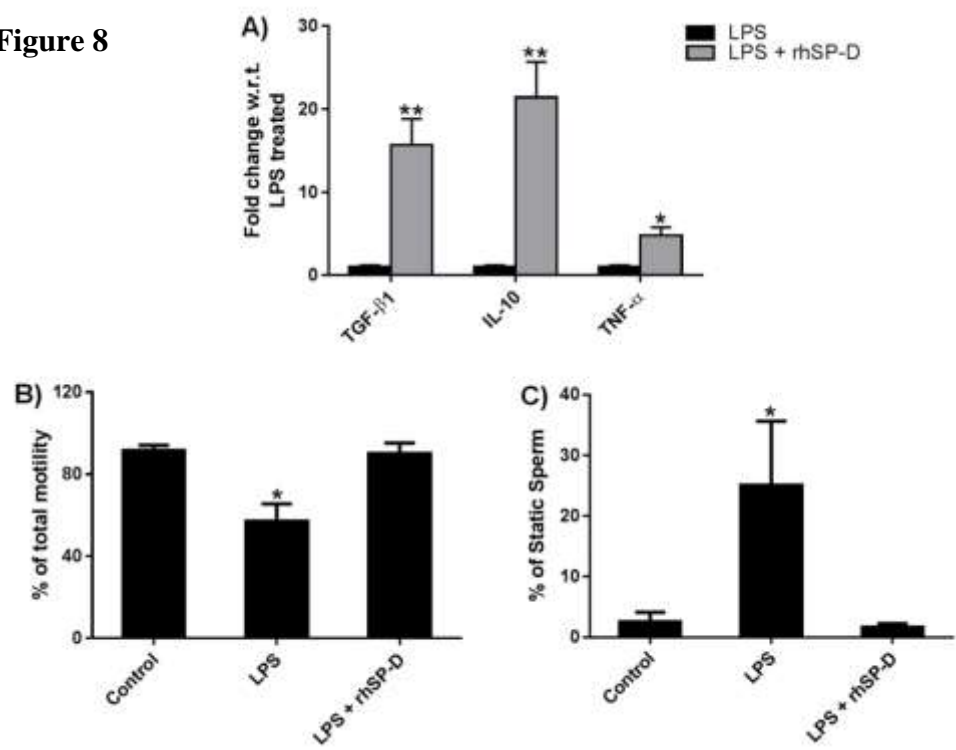 Figure 8
A)
LPS
LPS + rhSP-D
Fold change w.r.t.
LPS treated
30
20
10
0
**
**
*
TGF-β1
IL-10
TNF-α
B)
% of total motility
120
80
40
0
*
Control
LPS
LPS + rhSP-D
C)
% of Static Sperm
40
30
20
10
0
*
Control
LPS
LPS + rhSP-D